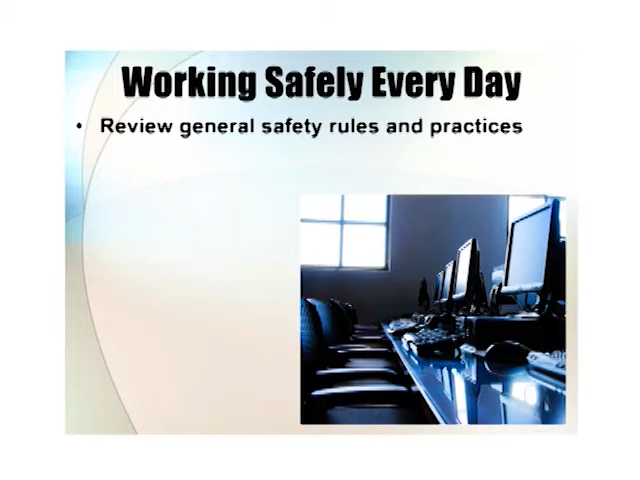 Working Safely Every Day
• Review general safety rules and practices